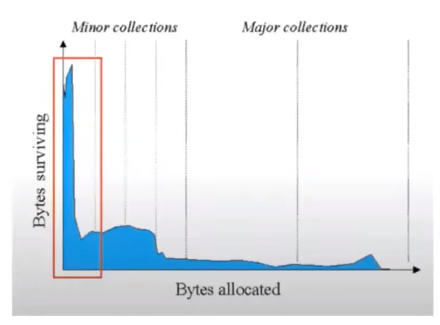 Minor collections
Major collections
Bytes surviving
Bytes allocated